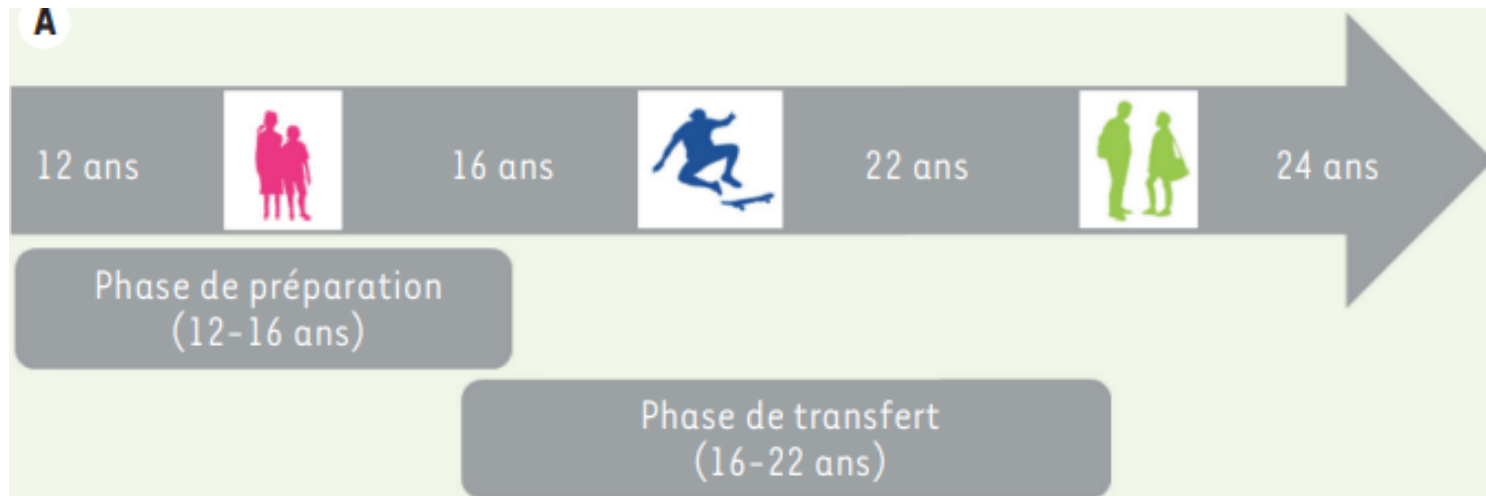 A
12 ans 16 ans 22 ans 24 ans
Phase de préparation
(12-16 ans)
Phase de transfert
(16-22 ans)